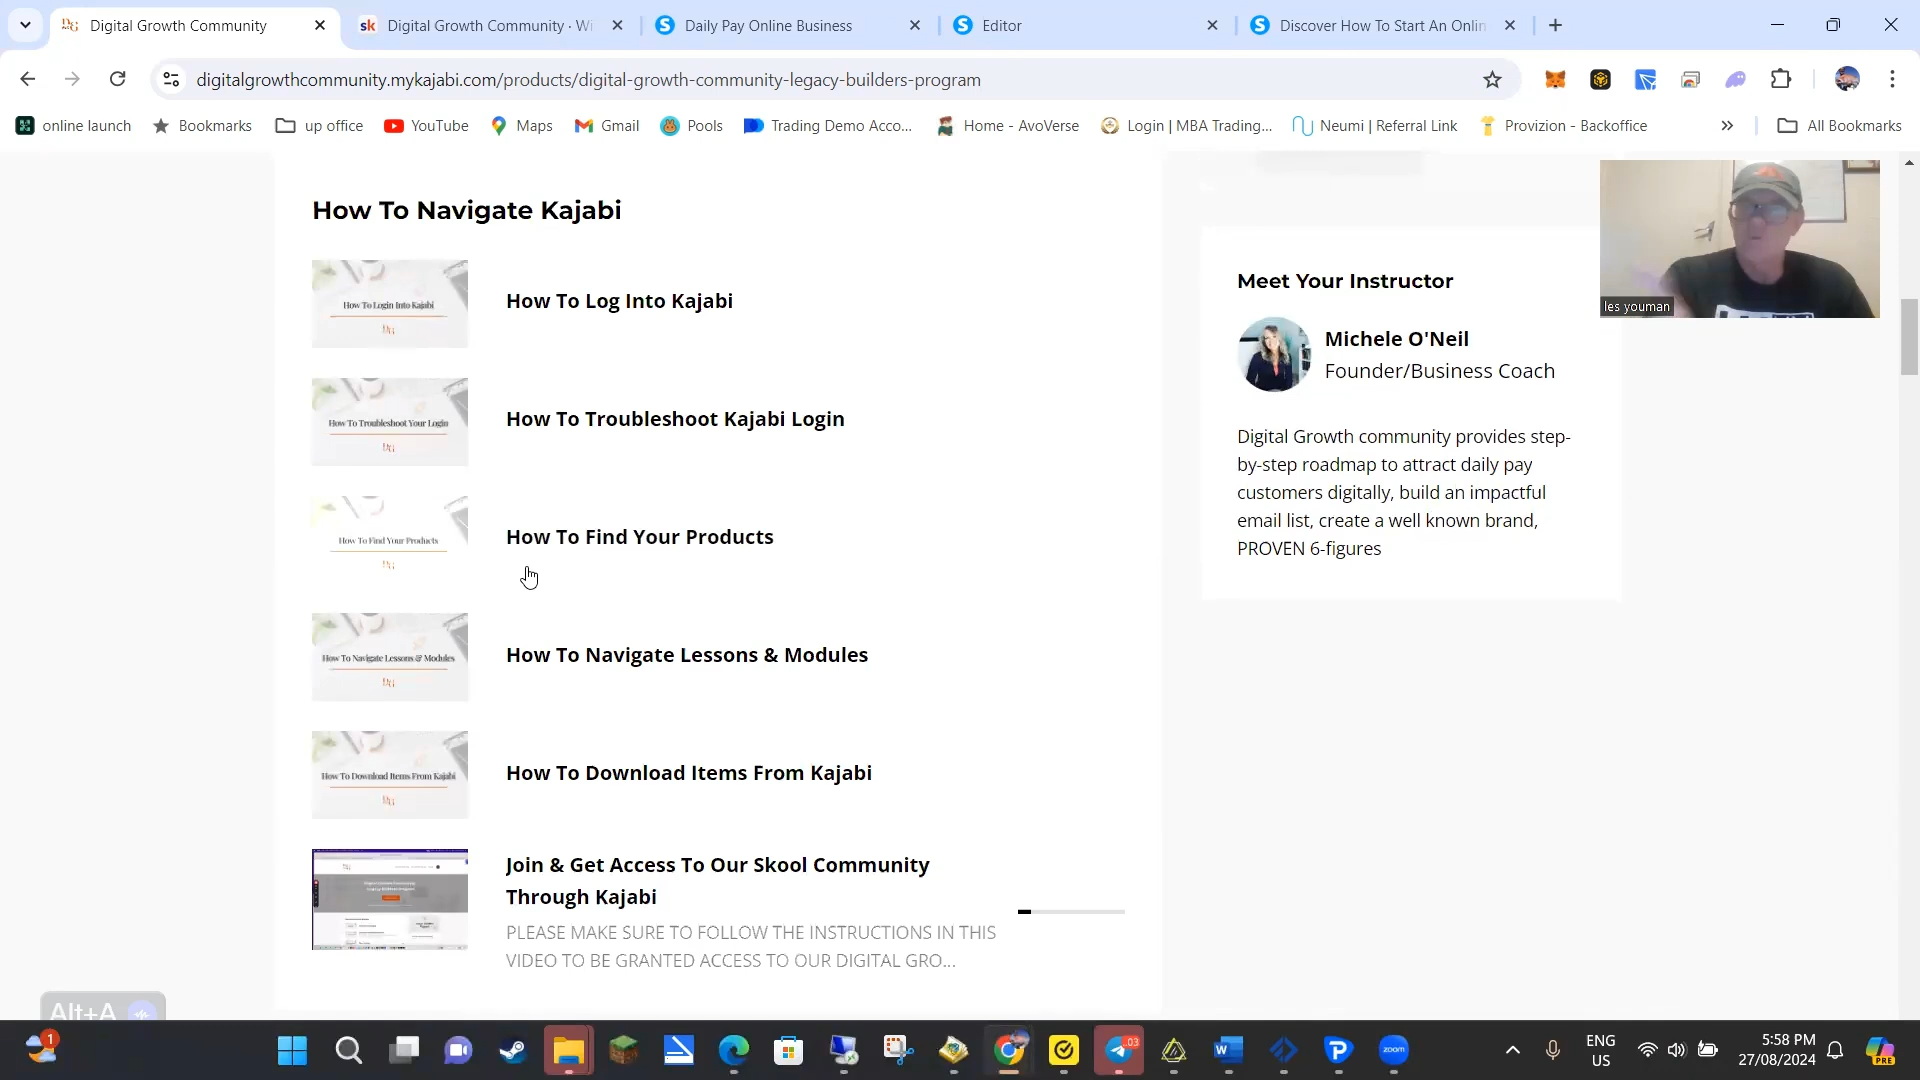 Digital Growth Community
sk Digital Growth Community · Wi
Daily Pay Online Business
Editor
Discover How To Start An Onlin
digitalgrowthcommunity.mykajabi.com/products/digital-growth-community-legacy-builders-program
online launch
Bookmarks
up office
YouTube
Maps
Gmail
Pools
Trading Demo Acco...
Home - AvoVerse
Login | MBA Trading...
Neumi | Referral Link
Provizion - Backoffice
All Bookmarks
How To Navigate Kajabi
How To Login Into Kajabi
How To Log Into Kajabi
How To Troubleshoot Your Login
How To Troubleshoot Kajabi Login
How To Find Your Products
How To Find Your Products
How To Navigate Lessons & Modules
How To Navigate Lessons & Modules
How To Download Items From Kajabi
How To Download Items From Kajabi
Join & Get Access To Our Skool Community
Through Kajabi
PLEASE MAKE SURE TO FOLLOW THE INSTRUCTIONS IN THIS
VIDEO TO BE GRANTED ACCESS TO OUR DIGITAL GRO...
Meet Your Instructor
Michele O'Neil
Founder/Business Coach
Digital Growth community provides step-
by-step roadmap to attract daily pay
customers digitally, build an impactful
email list, create a well known brand,
PROVEN 6-figures
les youman
Alt+A
1
.03
zoom
ENG
US
5:58 PM
27/08/2024
PRE